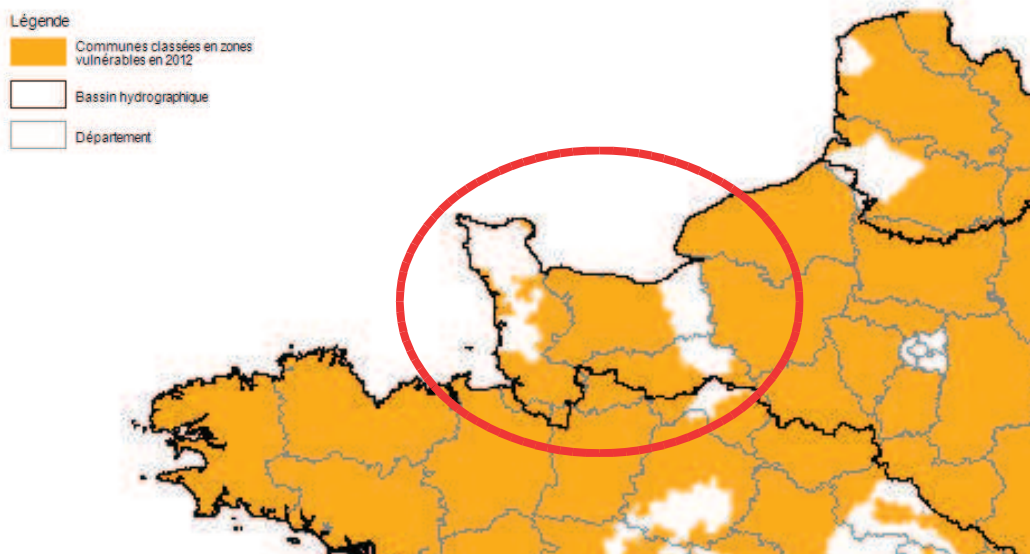 Légende
Communes classées en zones
vulnérables en 2012
Bassin hydrographique
Département